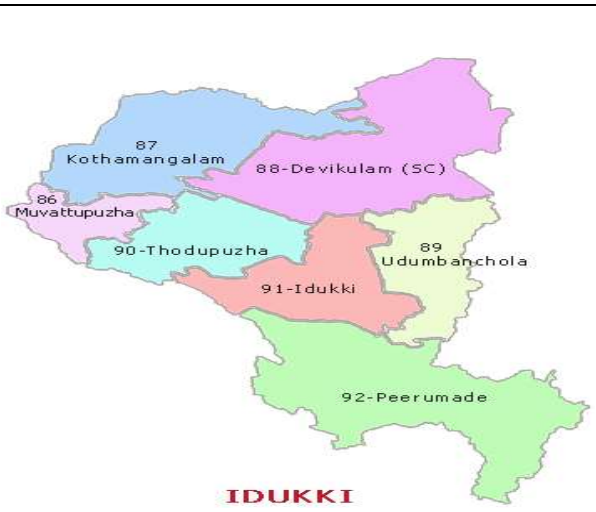 87
Kothamangalam
88-Devikulam (SC)
86
Muvattupuzha
90-Thodupuzha
89
Udumbanchola
91-Idukki
92-Peerumade
IDUKKI